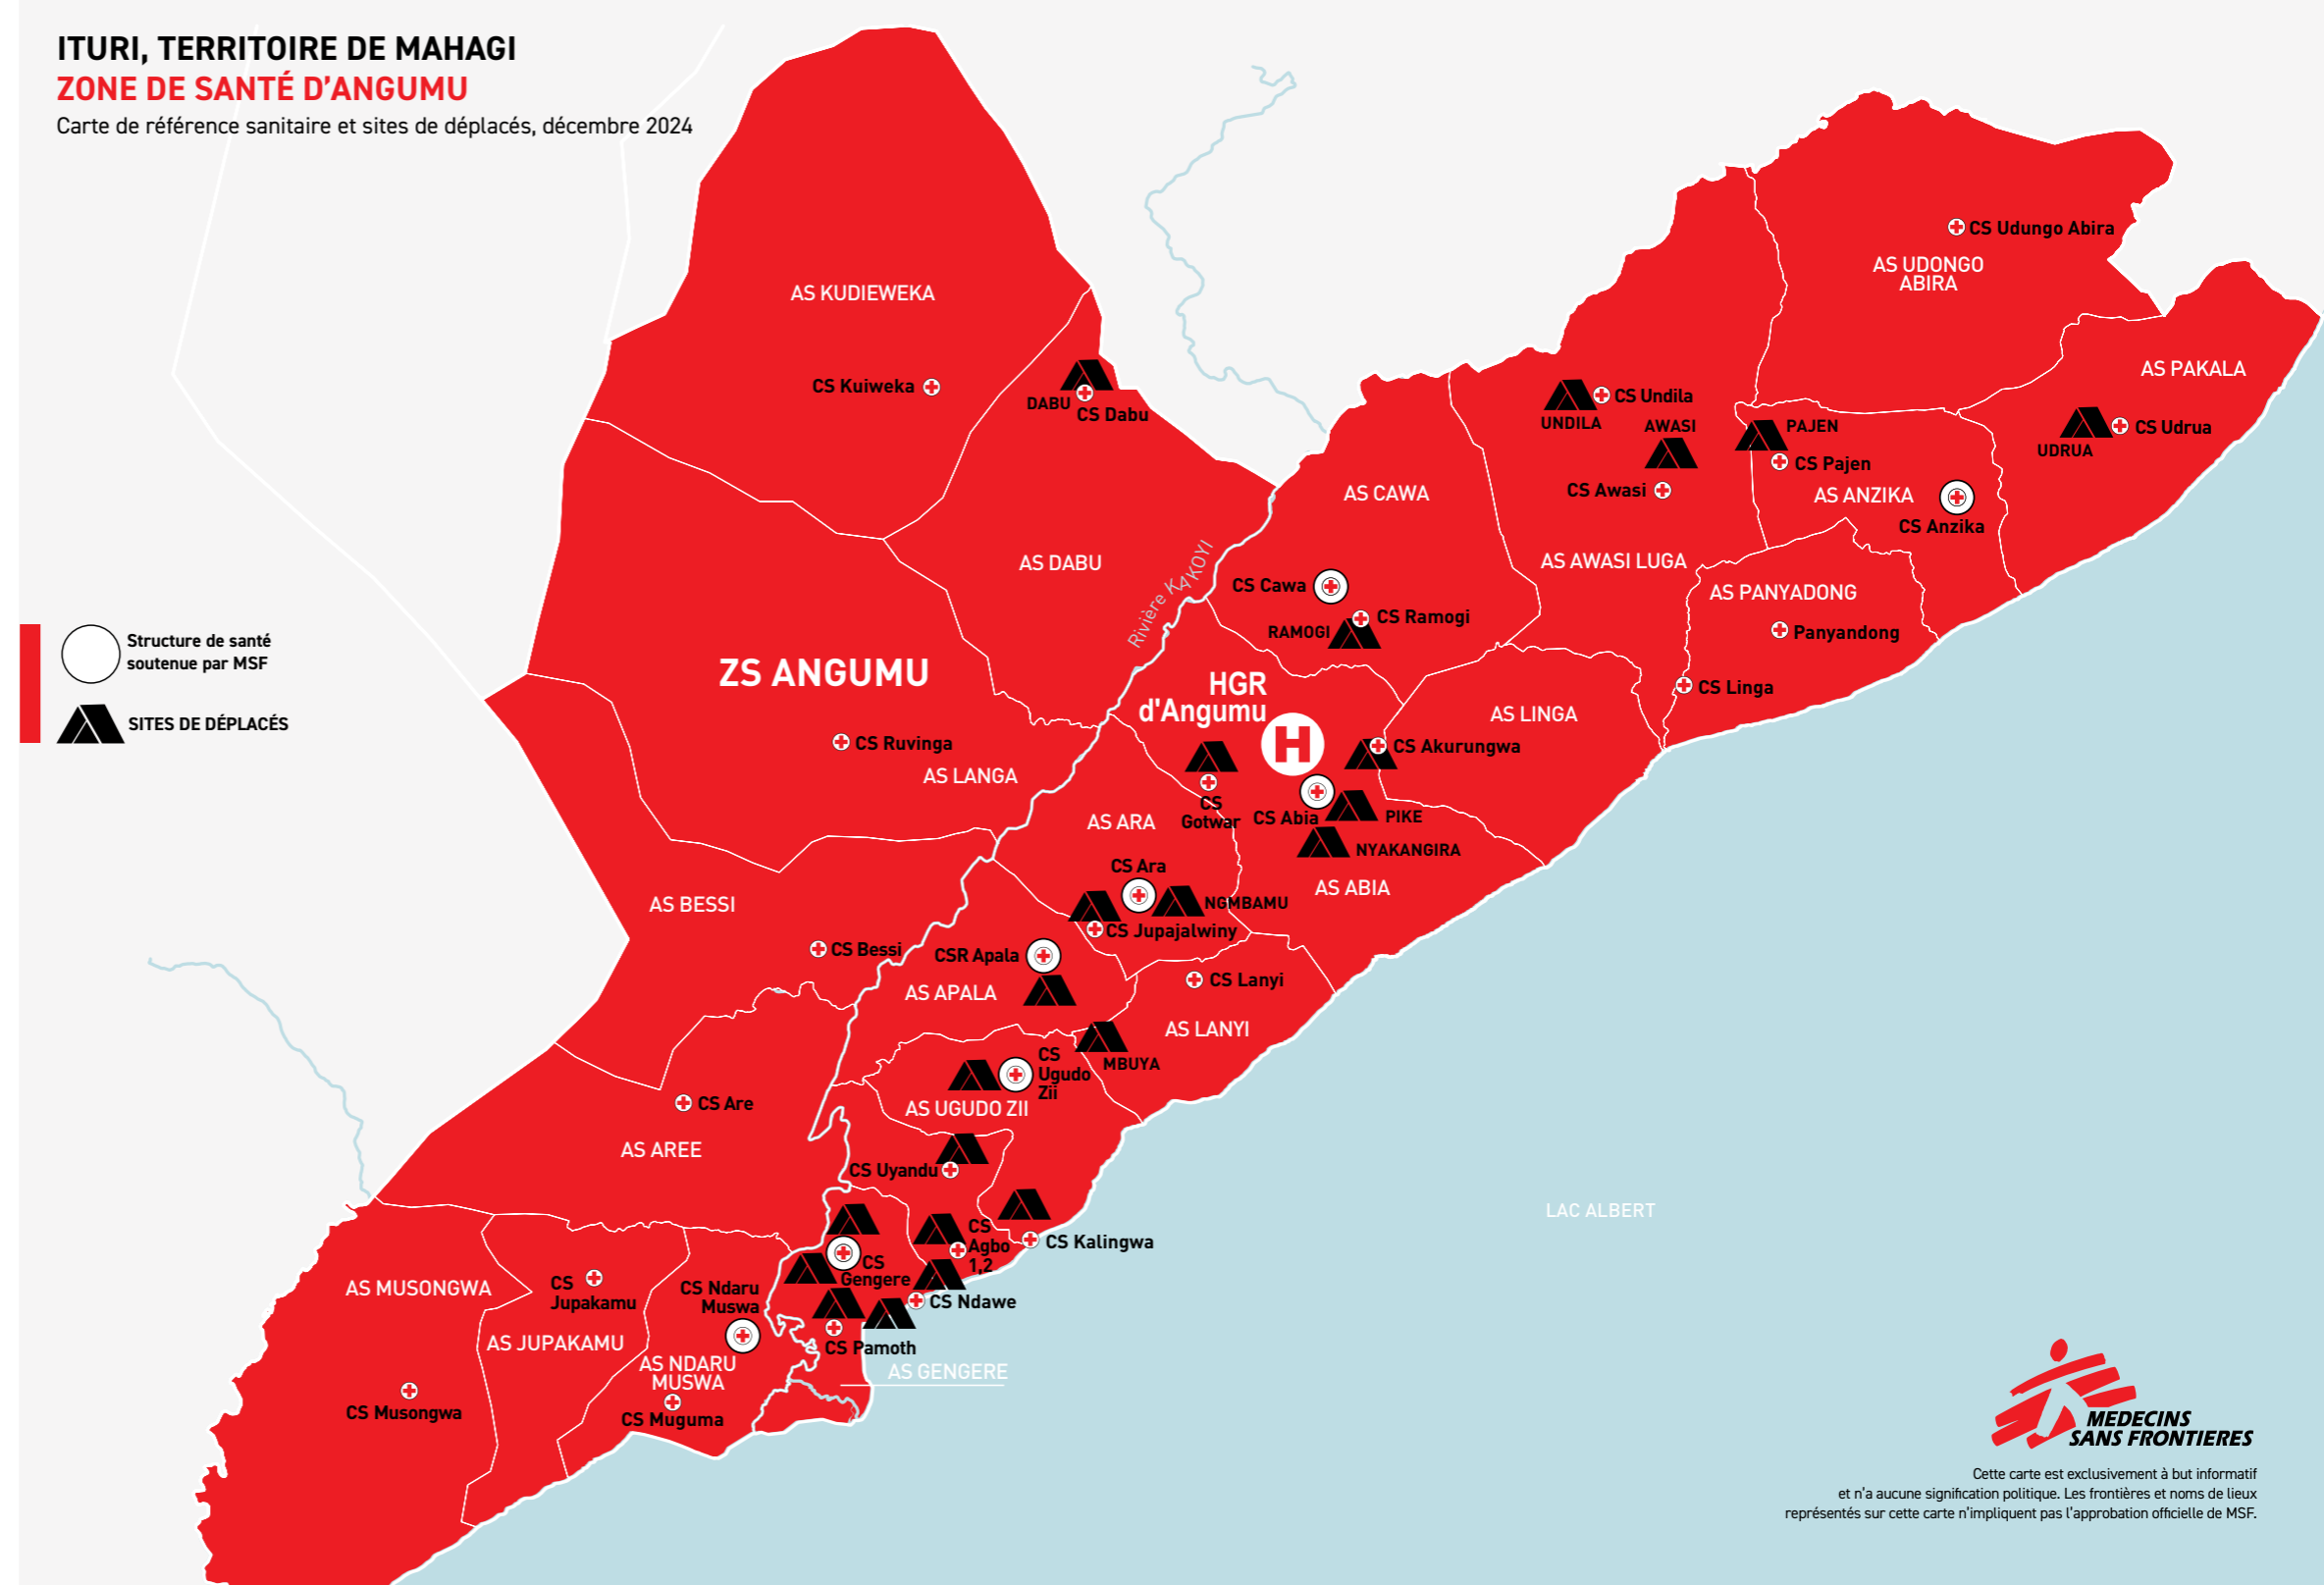 ITURI, TERRITOIRE DE MAHAGI
ZONE DE SANTÉ D'ANGUMU
Carte de référence sanitaire et sites de déplacés, décembre 2024
CS Udungo Abira
AS UDONGO
ABIRA
AS KUDIEWEKA
CS Kuiweka
DABU
CS Dabu
AS PAKALA
CS Undila
UNDILA
AWASI
PAJEN
CS Udrua
UDRUA
CS Pajen
CS Awasi
AS CAWA
AS ANZIKA
CS Anzika
AS DABU
Rivière KAKOYI
AS AWASI LUGA
CS Cawa
AS PANYADONG
CS Ramogi
RAMOGI
Panyandong
Structure de santé
soutenue par MSF
SITES DE DÉPLACÉS
ZS ANGUMU
HGR
d'Angumu
H
CS Linga
AS LINGA
CS Ruvinga
CS Akurungwa
AS LANGA
CS
Gotwar
AS ARA
CS Abia
PIKE
NYAKANGIRA
CS Ara
AS ABIA
AS BESSI
NGMBAMU
CS Jupajalwiny
CS Bessi
CSR Apala
CS Lanyi
AS APALA
AS LANYI
MBUYA
CS
Ugudo
Zii
AS UGUDO ZII
CS Are
AS AREE
CS Uyandu
LAC ALBERT
CS
Agbo
1,2
CS Kalingwa
CS
Gengere
AS MUSONGWA
CS
Jupakamu
CS Ndaru
Muswa
CS Ndawe
AS JUPAKAMU
CS Pamoth
AS NDARU
MUSWA
AS GENGERE
CS Musongwa
CS Muguma
MEDECINS
SANS FRONTIERES
Cette carte est exclusivement à but informatif
et n'a aucune signification politique. Les frontières et noms de lieux
représentés sur cette carte n'impliquent pas l'approbation officielle de MSF.